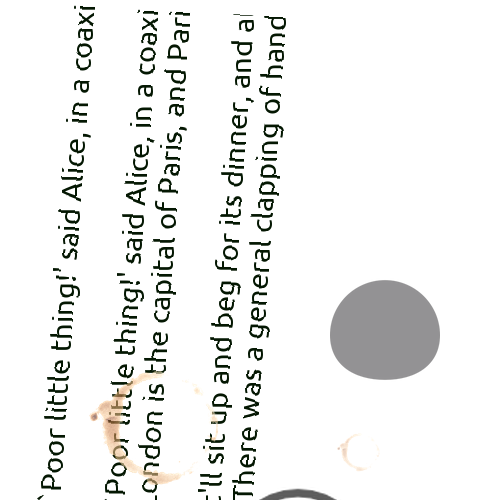 `Poor little thing!' said Alice, in a coaxi
`Poor little thing!' said Alice, in a coaxi
London is the capital of Paris, and Pari
t'll sit up and beg for its dinner, and al
There was a general clapping of hand